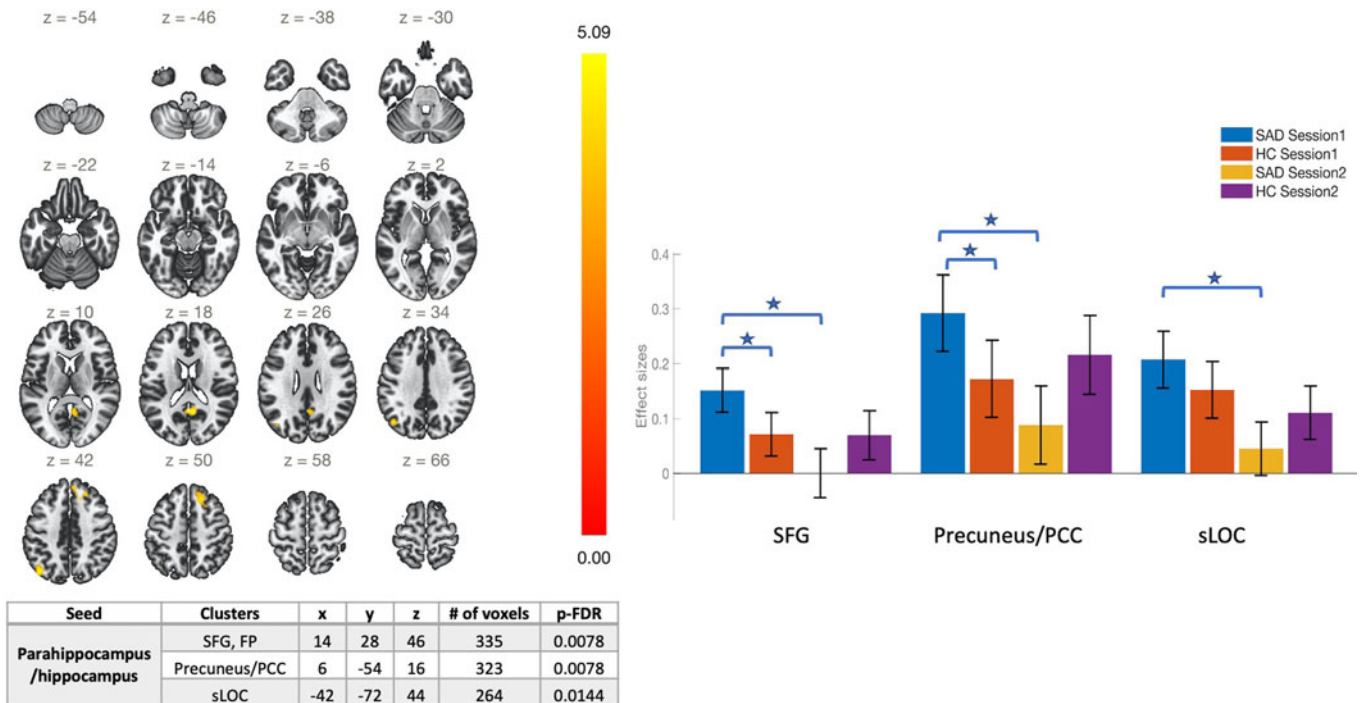 z = -54 z = -46 z = -38 z = -30
z = -22 z = -14 z = -6 z = 2
z = 10 z = 18 z = 26 z = 34
z = 42 z = 50 z = 58 z = 66
5.09
0.00
Seed Clusters x y z # of voxels p-FDR
Parahippocampus
/hippocampus
SFG, FP 14 28 46 335 0.0078
Precuneus/PCC 6 -54 16 323 0.0078
sLOC -42 -72 44 264 0.0144
SAD Session1
HC Session1
SAD Session2
HC Session2
Effect sizes
0.4
0.3
0.2
0.1
0
SFG Precuneus/PCC sLOC